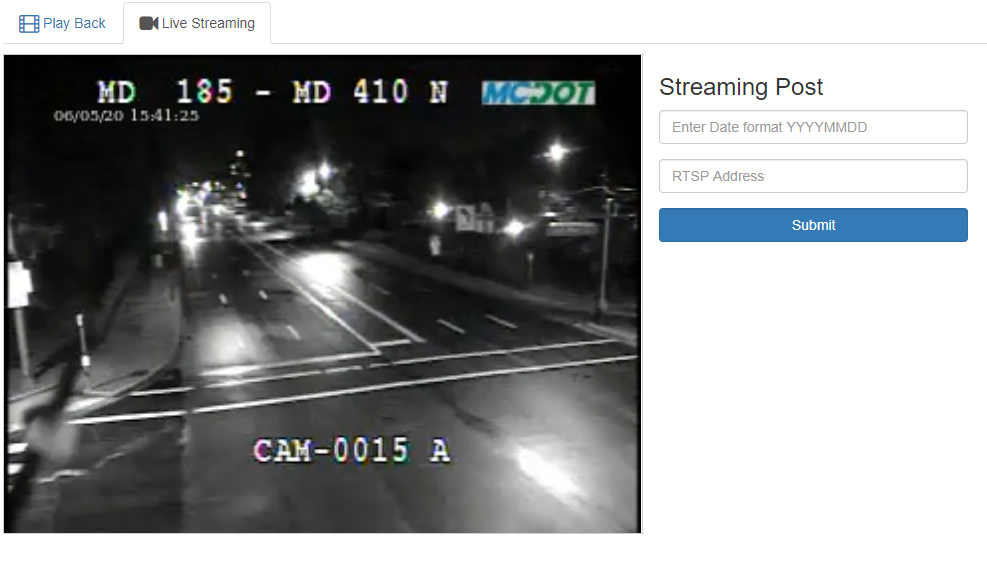 Play Back
Live Streaming
MD 185 - MD 410 N MCDOT
06/05/20 15:41:25
CAM-0015 A
Streaming Post
Enter Date format YYYYMMDD
RTSP Address
Submit